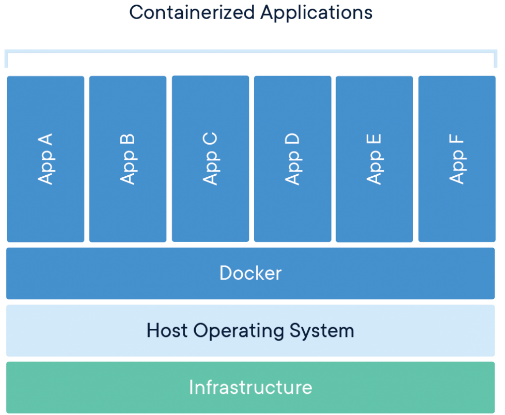 Containerized Applications
App A
App B
App C
App D
App E
App F
Docker
Host Operating System
Infrastructure